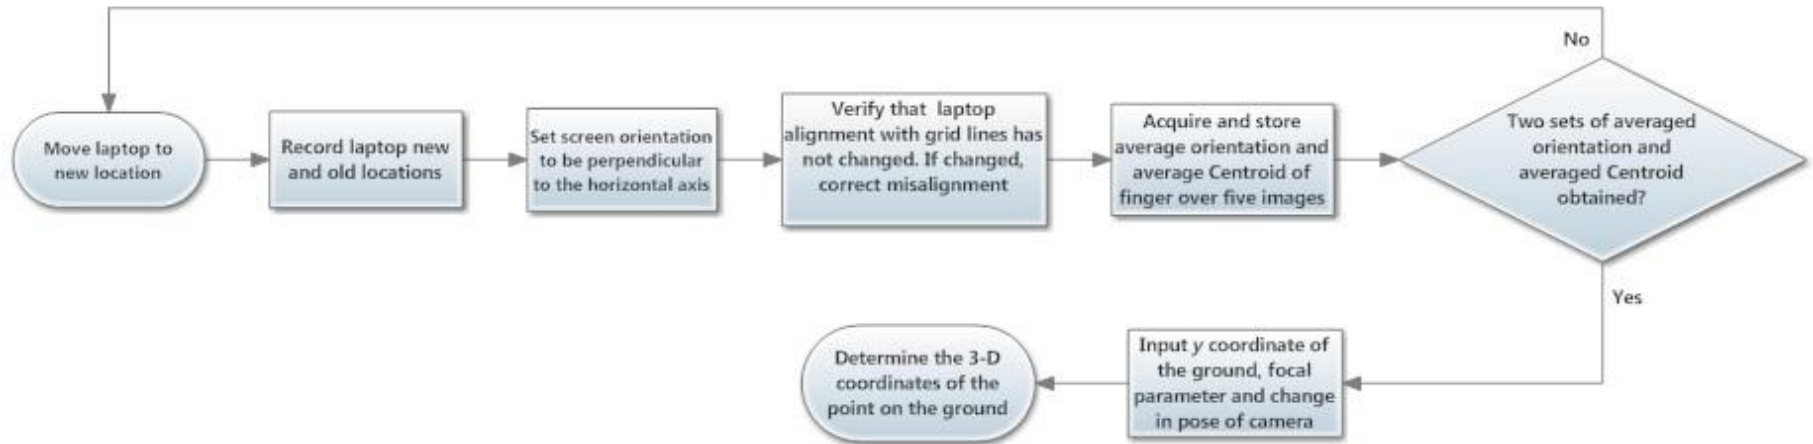 No
Move laptop to
new location
Record laptop new
and old locations
Set screen orientation
to be perpendicular
to the horizontal axis
Verify that laptop
alignment with grid lines has
not changed. If changed,
correct misalignment
Acquire and store
average orientation and
average Centroid of
finger over five images
Two sets of averaged
orientation and
averaged Centroid
obtained?
Yes
Input y coordinate of
the ground, focal
parameter and change
in pose of camera
Determine the 3-D
coordinates of the
point on the ground